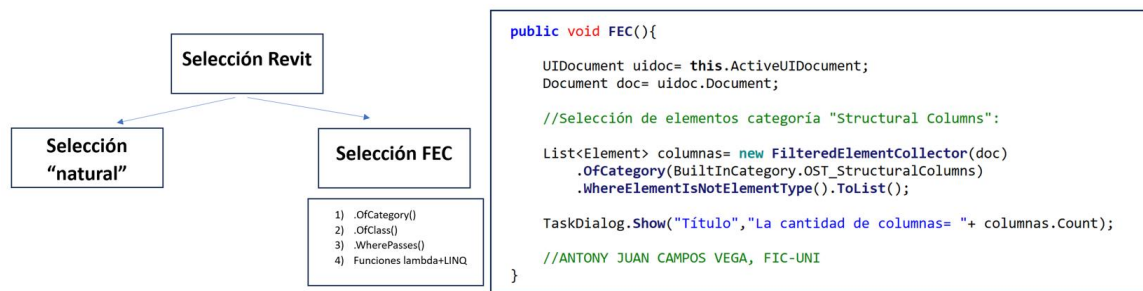 Selección Revit
Selección
“natural”
Selección FEC
1) .OfCategory()
2) .OfClass()
3) .WherePasses()
4) Funciones lambda+LINQ
public void FEC(){
UIDocument uidoc= this.ActiveUIDocument;
Document doc= uidoc.Document;
//Selección de elementos categoría "Structural Columns":
List<Element> columnas= new FilteredElementCollector(doc)
.OfCategory(BuiltInCategory.OST_StructuralColumns)
.WhereElementIsNotElementType().ToList();
TaskDialog.Show("Título","La cantidad de columnas= "+ columnas.Count);
//ANTONY JUAN CAMPOS VEGA, FIC-UNI
}